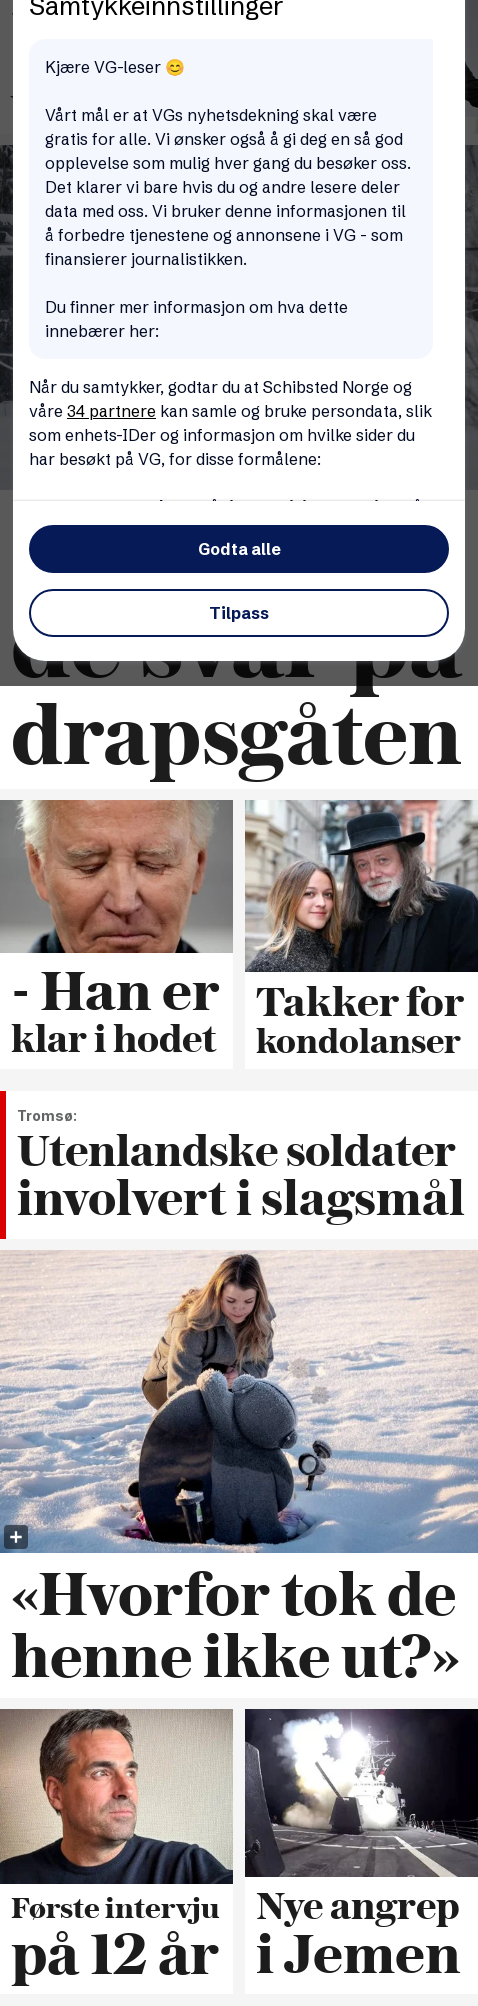 Samtykkeinnstillinger
Kjære VG-leser 😊
Vårt mål er at VGs nyhetsdekning skal være
gratis for alle. Vi ønsker også å gi deg en så god
opplevelse som mulig hver gang du besøker oss.
Det klarer vi bare hvis du og andre lesere deler
data med oss. Vi bruker denne informasjonen til
å forbedre tjenestene og annonsene i VG - som
finansierer journalistikken.
Du finner mer informasjon om hva dette
innebærer her:
Når du samtykker, godtar du at Schibsted Norge og
våre 34 partnere kan samle og bruke persondata, slik
som enhets-IDer og informasjon om hvilke sider du
har besøkt på VG, for disse formålene:
Godta alle
Tilpass
de svar på
drapsgåten
- Han er
klar i hodet
Takker for
kondolanser
Tromsø:
Utenlandske soldater
involvert i slagsmål
«Hvorfor tok de
henne ikke ut?»
Første intervju
på 12 år
Nye angrep
i Jemen